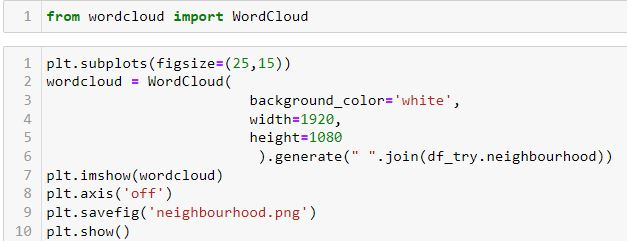 1 from wordcloud import WordCloud
1 plt.subplots(figsize=(25,15))
2 wordcloud = WordCloud(
3                           background_color='white',
4                           width=1920,
5                           height=1080
6                            ).generate(" ".join(df_try.neighbourhood))
7 plt.imshow(wordcloud)
8 plt.axis('off')
9 plt.savefig('neighbourhood.png')
10 plt.show()